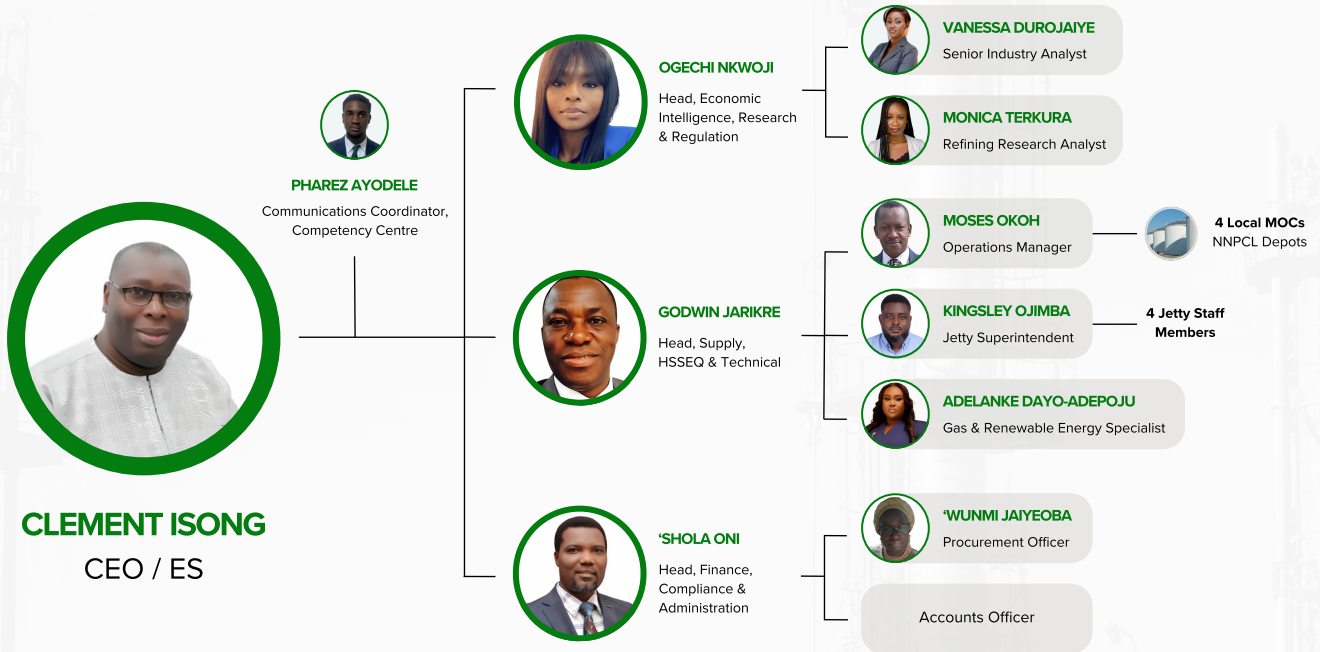 PHAREZ AYODELE
Communications Coordinator,
Competency Centre
CLEMENT ISONG
CEO / ES
OGECHI NKWOJI
Head, Economic
Intelligence, Research
& Regulation
VANESSA DUROJAIYE
Senior Industry Analyst
MONICA TERKURA
Refining Research Analyst
GODWIN JARIKRE
Head, Supply,
HSSEQ & Technical
MOSES OKOH
Operations Manager
4 Local MOCs
NNPCL Depots
KINGSLEY OJIMBA
Jetty Superintendent
4 Jetty Staff
Members
ADELANKE DAYO-ADEPOJU
Gas & Renewable Energy Specialist
‘SHOLA ONI
Head, Finance,
Compliance &
Administration
‘WUNMI JAIYEOBA
Procurement Officer
Accounts Officer